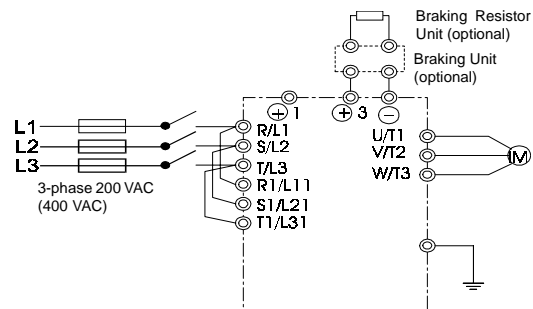 Braking Resistor
Unit (optional)
Braking Unit
(optional)
+ 1
+ 3
−
L1
L2
L3
3-phase 200 VAC
(400 VAC)
R/L1
S/L2
T/L3
R1/L11
S1/L21
T1/L31
U/T1
V/T2
W/T3
M